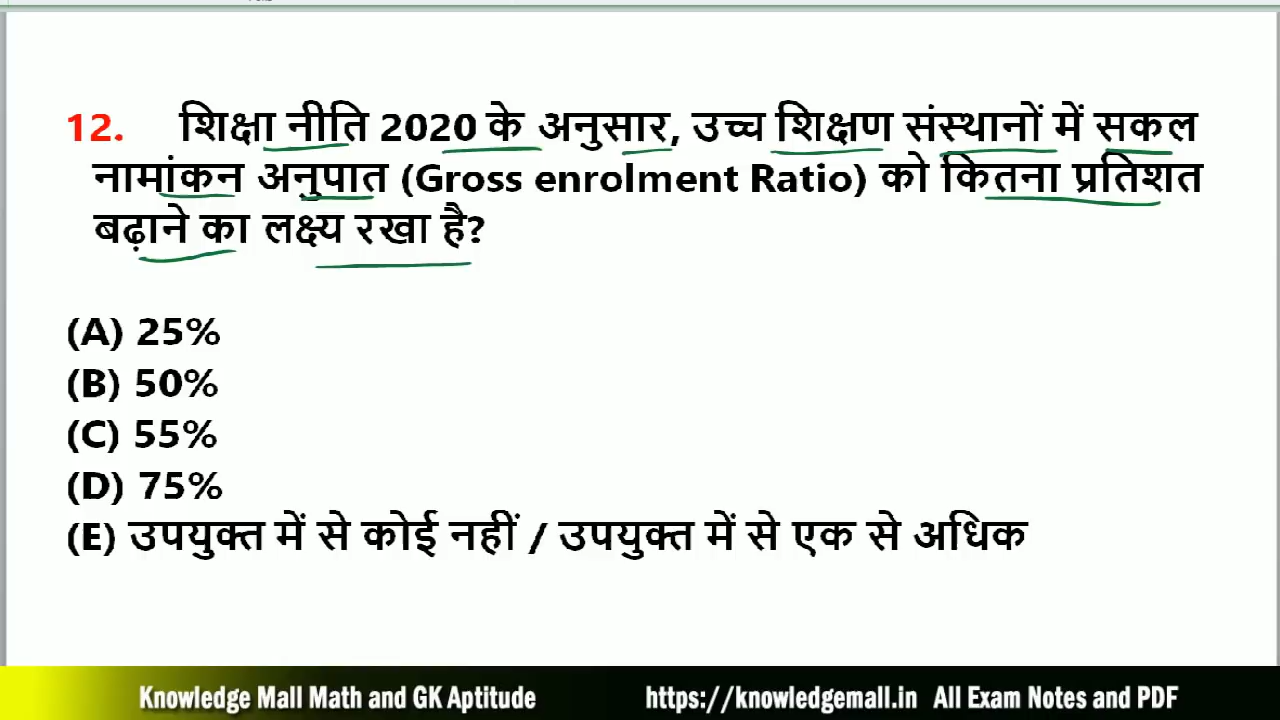 12. शिक्षा नीति 2020 के अनुसार, उच्च शिक्षण संस्थानों में सकल
नामांकन अनुपात (Gross enrolment Ratio) को कितना प्रतिशत
बढ़ाने का लक्ष्य रखा है?
(A) 25%
(B) 50%
(C) 55%
(D) 75%
(E) उपयुक्त में से कोई नहीं / उपयुक्त में से एक से अधिक
Knowledge Mall Math and GK Aptitude https://knowledgemall.in All Exam Notes and PDF